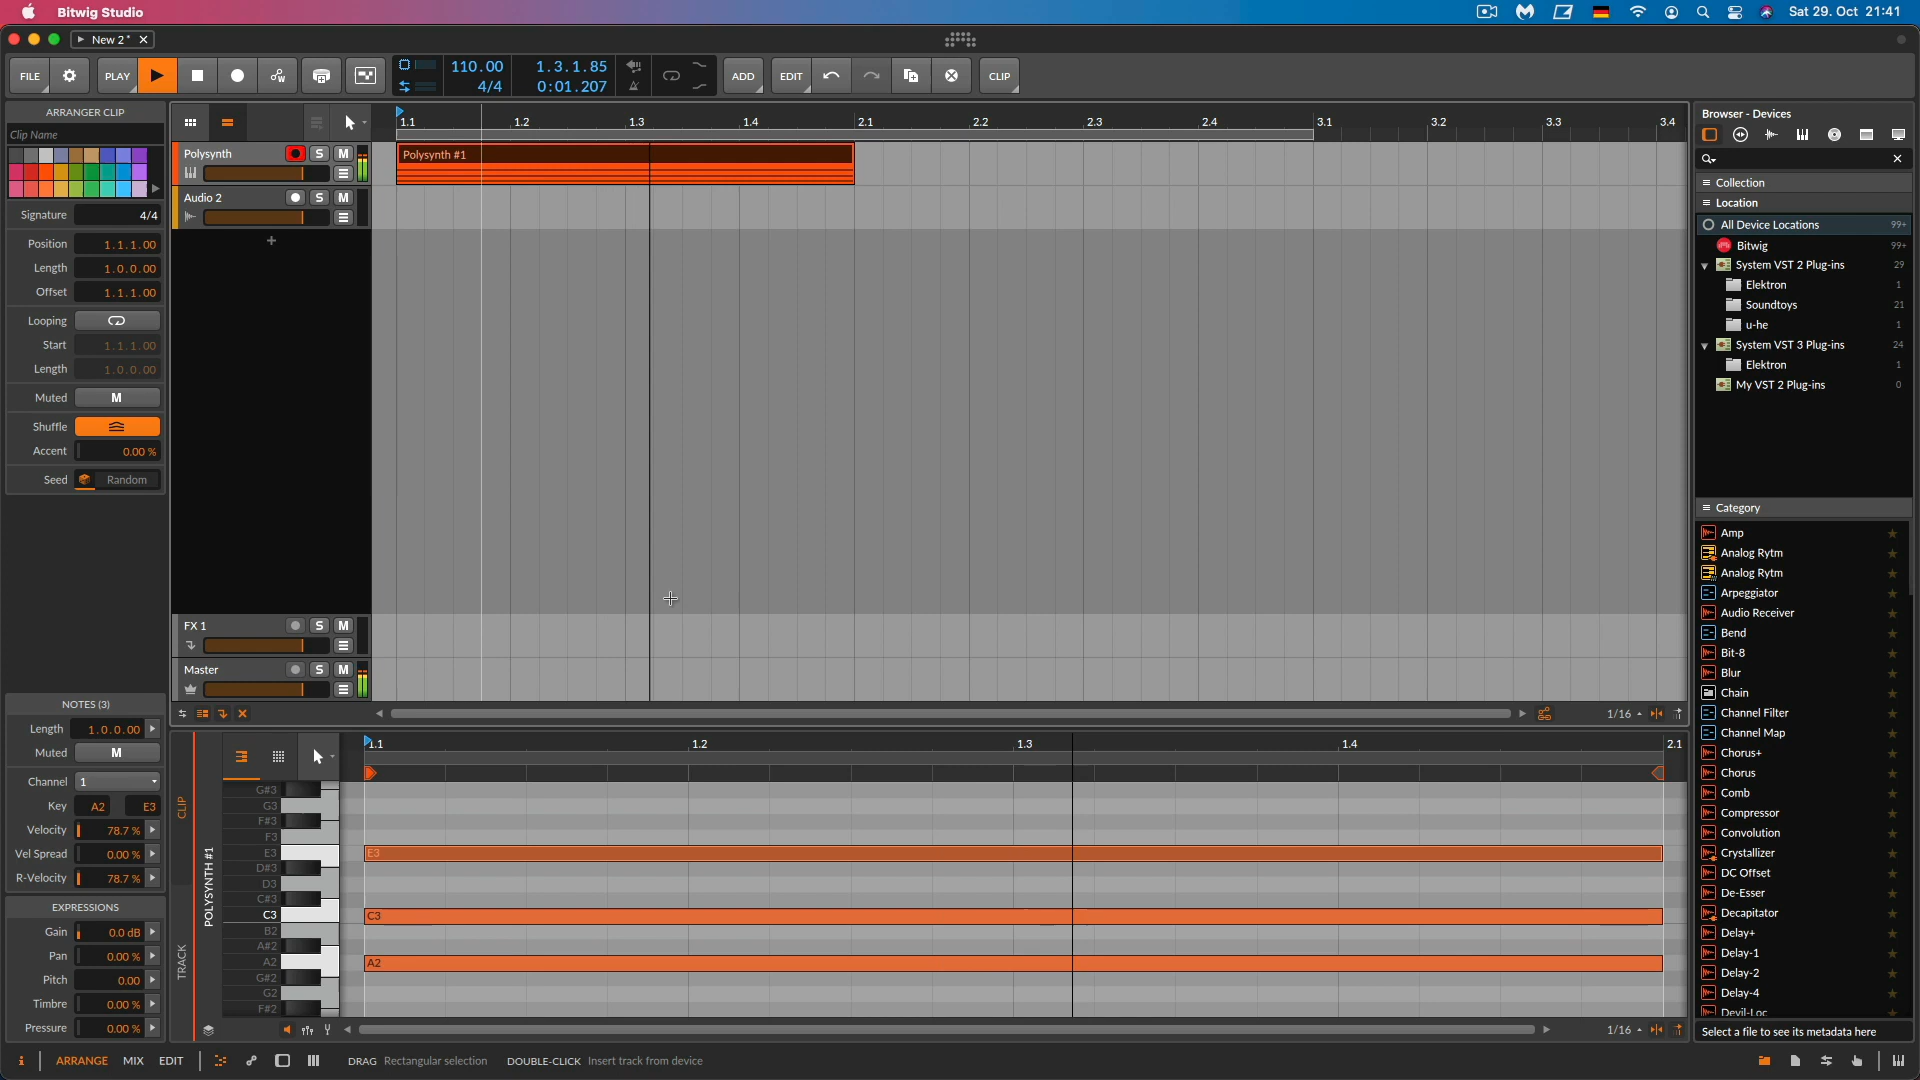 Bitwig Studio
Sat 29. Oct 21:41
New 2*
FILE PLAY ADD EDIT CLIP
110.00 1.3.1.85
4/4 0:01.207
ARRANGER CLIP
Clip Name
Signature 4/4
Position 1.1.1.00
Length 1.0.0.00
Offset 1.1.1.00
Looping
Start 1.1.1.00
Length 1.0.0.00
Muted M
Shuffle
Accent 0.00 %
Seed Random
NOTES (3)
Length 1.0.0.00
Muted M
Channel 1
Key A2 E3
Velocity 78.7 %
Vel Spread 0.00 %
R-Velocity 78.7 %
EXPRESSIONS
Gain 0.0 dB
Pan 0.00 %
Pitch 0.00
Timbre 0.00 %
Pressure 0.00 %
1.1 1.2 1.3 1.4 2.1 2.2 2.3 2.4 3.1 3.2 3.3 3.4
Polysynth S M
Polysynth #1
Audio 2 S M
+
FX 1 S M
Master S M
1/16
CLIP
TRACK
POLYSYNTH #1
1.1 1.2 1.3 1.4 2.1
G#3
G3
F#3
F3
E3 E3
D#3
D3
C#3
C3 C3
B2
A#2
A2 A2
G#2
G2
F#2
1/16
Browser - Devices
Collection
Location
All Device Locations 99+
Bitwig 99+
System VST 2 Plug-ins 29
Elektron 1
Soundtoys 21
u-he 1
System VST 3 Plug-ins 24
Elektron 1
My VST 2 Plug-ins 0
Category
Amp
Analog Rytm
Analog Rytm
Arpeggiator
Audio Receiver
Bend
Bit-8
Blur
Chain
Channel Filter
Channel Map
Chorus+
Chorus
Comb
Compressor
Convolution
Crystallizer
DC Offset
De-Esser
Decapitator
Delay+
Delay-1
Delay-2
Delay-4
Devil-Loc
Select a file to see its metadata here
i ARRANGE MIX EDIT DRAG Rectangular selection DOUBLE-CLICK Insert track from device